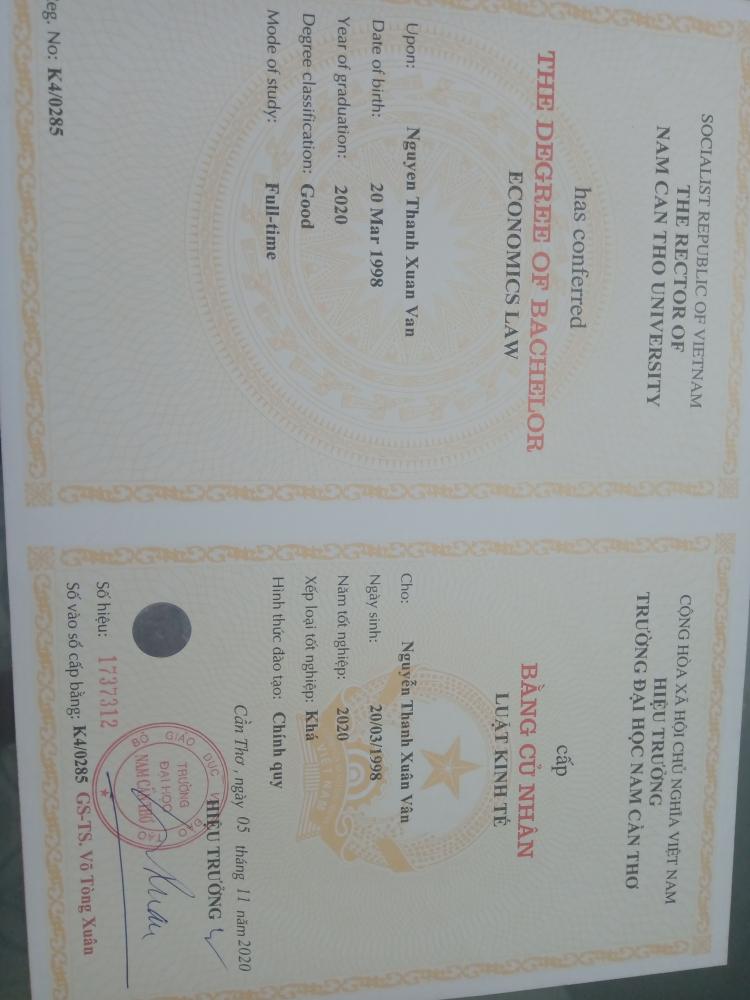 SOCIALIST REPUBLIC OF VIETNAM
THE RECTOR OF
NAM CAN THO UNIVERSITY
has conferred
THE DEGREE OF BACHELOR
ECONOMICS LAW
Upon: Nguyen Thanh Xuan Van
Date of birth: 20 Mar 1998
Year of graduation: 2020
Degree classification: Good
Mode of study: Full-time
eg. No: K4/0285
CỘNG HÒA XÃ HỘI CHỦ NGHĨA VIỆT NAM
HIỆU TRƯỞNG
TRƯỜNG ĐẠI HỌC NAM CẦN THƠ
cấp
BẰNG CỬ NHÂN
LUẬT KINH TẾ
Cho: Nguyễn Thanh Xuân Vân
Ngày sinh: 20/03/1998
Năm tốt nghiệp: 2020
Xếp loại tốt nghiệp: Khá
Hình thức đào tạo: Chính quy
Cần Thơ, ngày 05 tháng 11 năm 2020
HIỆU TRƯỞNG
BỘ GIÁO DỤC VÀ ĐÀO TẠO
TRƯỜNG
ĐẠI HỌC
NAM CẦN THƠ
Xuân
Số hiệu: 1737312
Số vào sổ cấp bằng: K4/0285 GS-TS. Võ Tòng Xuân